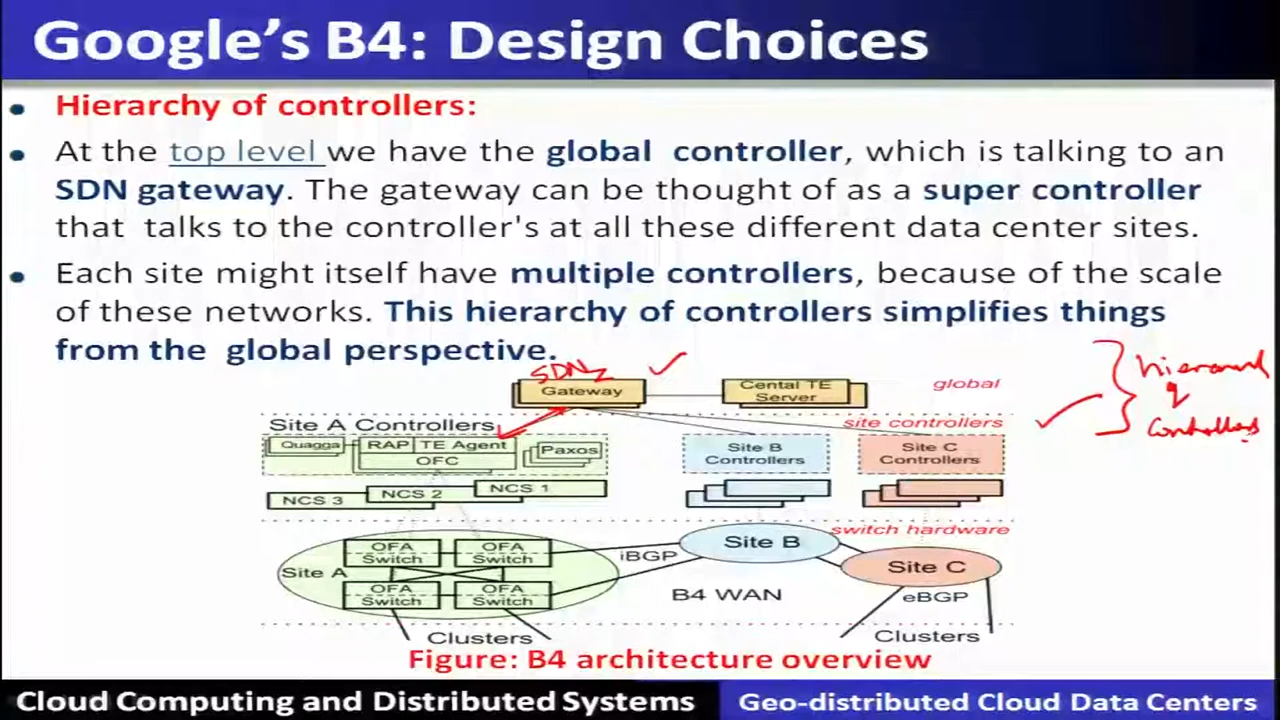 Google's B4: Design Choices
Hierarchy of controllers:
At the top level we have the global controller, which is talking to an
SDN gateway. The gateway can be thought of as a super controller
that talks to the controller's at all these different data center sites.
Each site might itself have multiple controllers, because of the scale
of these networks. This hierarchy of controllers simplifies things
from the global perspective.
SDN
Gateway
Cental TE
Server
global
hierarchy
Controllers
Site A Controllers
site controllers
Quagga
RAP
TE Agent
OFC
Paxos
Site B
Controllers
Site C
Controllers
NCS 3
NCS 2
NCS 1
switch hardware
Site A
OFA
Switch
OFA
Switch
OFA
Switch
OFA
Switch
iBGP
Site B
Site C
B4 WAN
eBGP
Clusters
Clusters
Figure: B4 architecture overview
Cloud Computing and Distributed Systems
Geo-distributed Cloud Data Centers